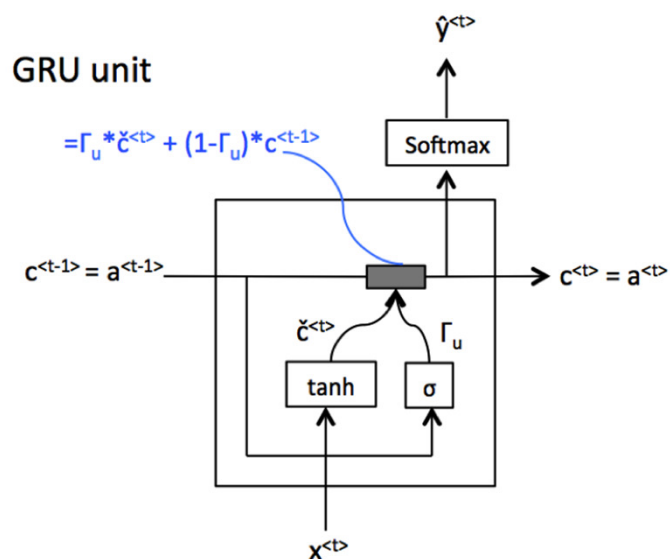 ŷ<t>
GRU unit
=Γu*č<t> + (1-Γu)*c<t-1>
Softmax
c<t-1> = a<t-1>
c<t> = a<t>
č<t>
Γu
tanh
σ
x<t>